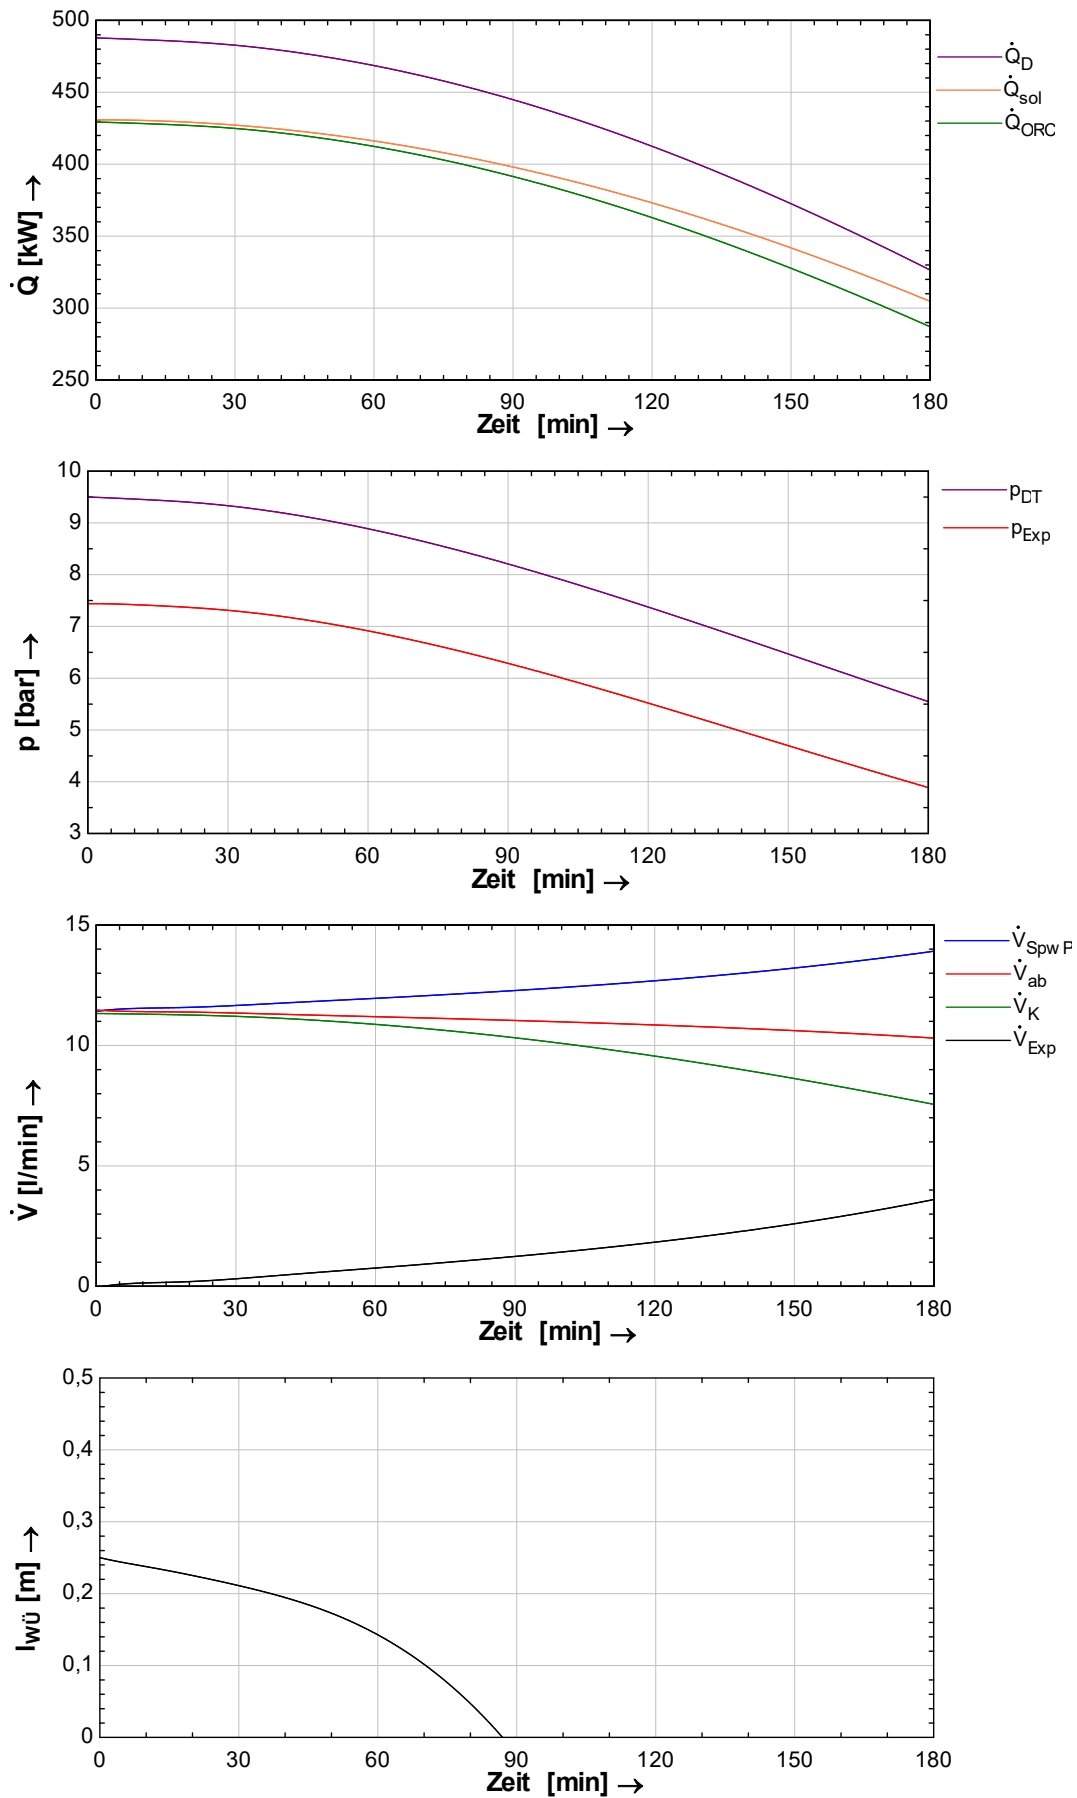 500
450
400
350
300
250
Q̇ [kW] →
0 30 60 90 120 150 180
Zeit [min] →
Q̇D
Q̇sol
Q̇ORC
10
9
8
7
6
5
4
3
p [bar] →
0 30 60 90 120 150 180
Zeit [min] →
pDT
pExp
15
10
5
0
V̇ [l/min] →
0 30 60 90 120 150 180
Zeit [min] →
V̇SpwP
V̇ab
V̇K
V̇Exp
0,5
0,4
0,3
0,2
0,1
0
lWÜ [m] →
0 30 60 90 120 150 180
Zeit [min] →